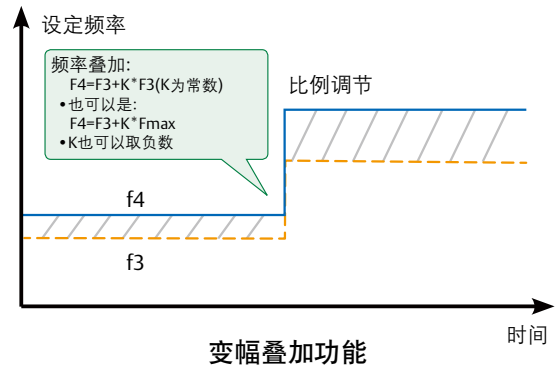 设定频率
频率叠加:
F4=F3+K*F3(K为常数)
•也可以是:
F4=F3+K*Fmax
•K也可以取负数
比例调节
f4
f3
时间
变幅叠加功能